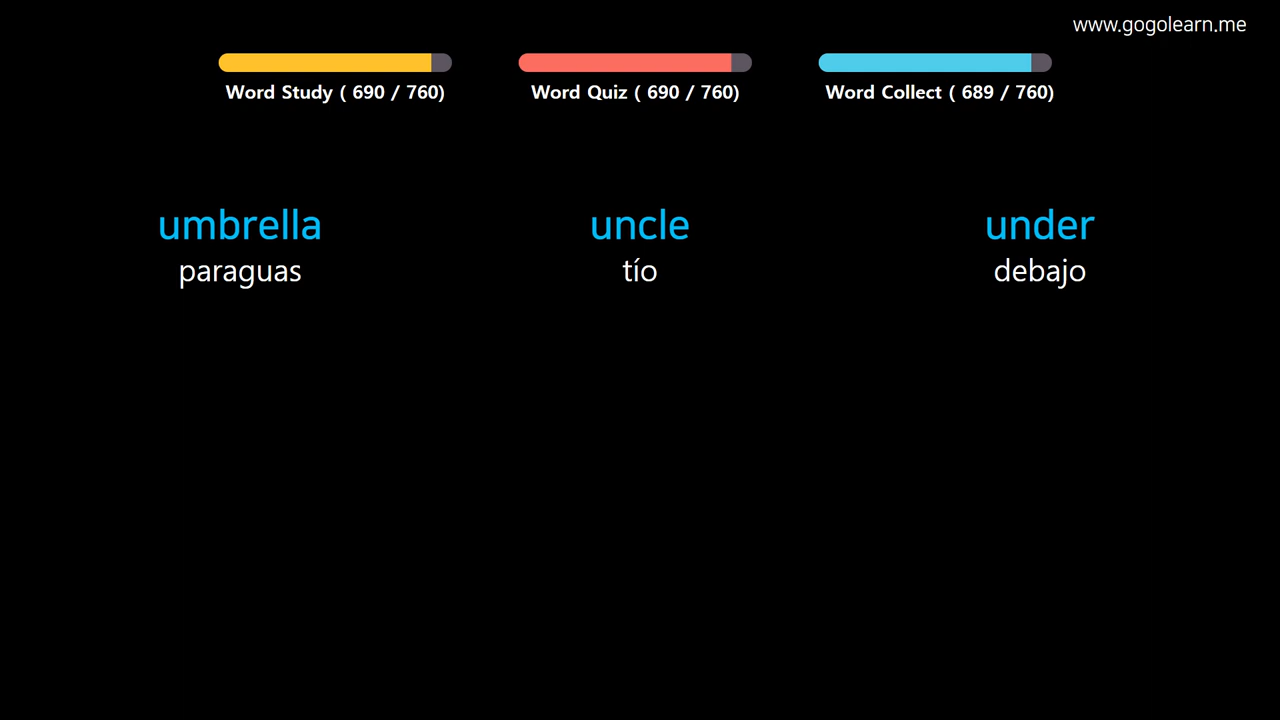 www.gogolearn.me
Word Study ( 690 / 760)
Word Quiz ( 690 / 760)
Word Collect ( 689 / 760)
umbrella
paraguas
uncle
tío
under
debajo